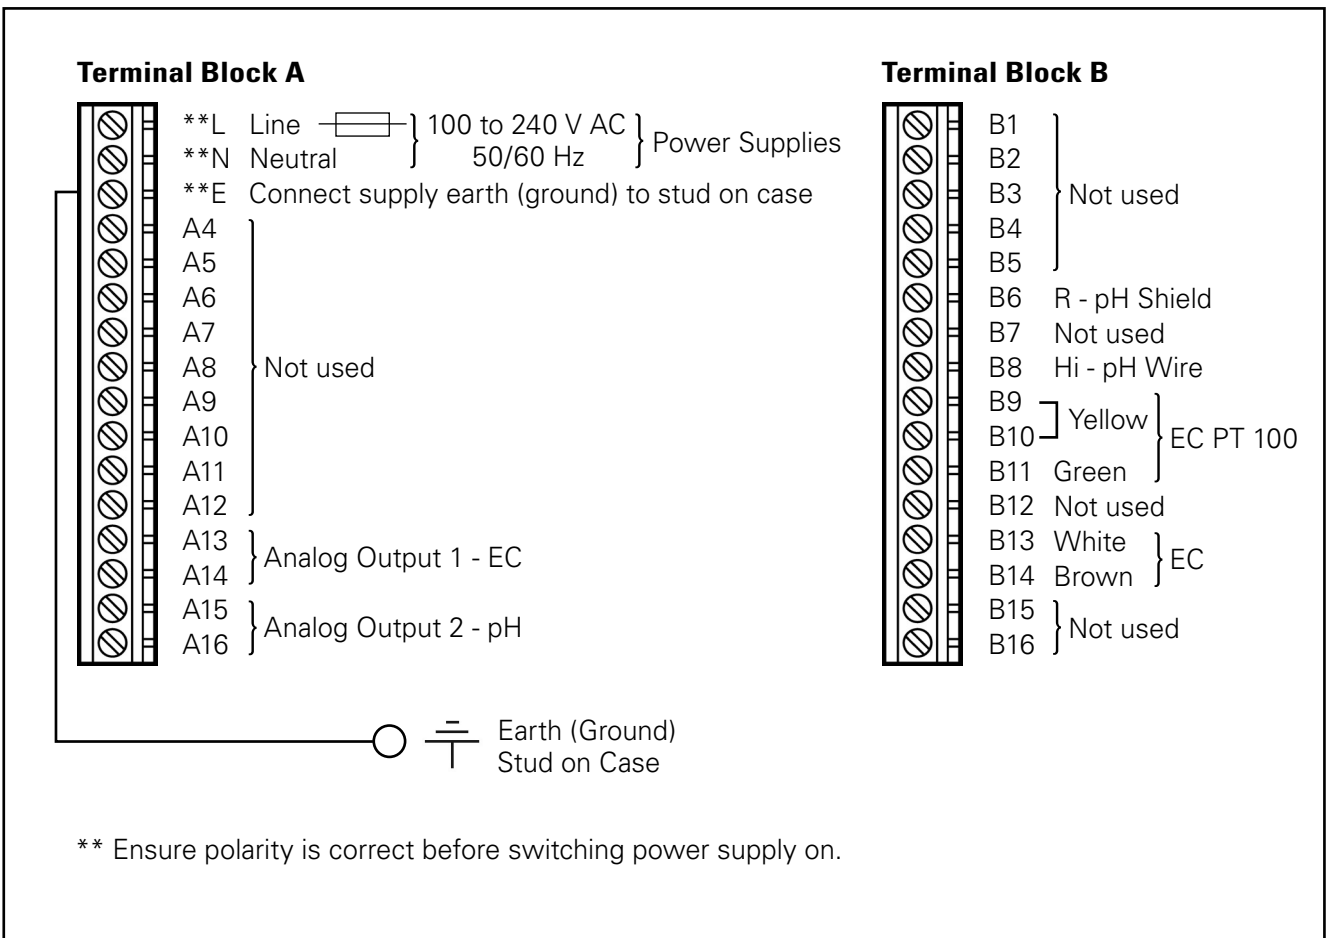 Terminal Block A
**L Line 100 to 240 V AC Power Supplies
**N Neutral 50/60 Hz
**E Connect supply earth (ground) to stud on case
A4
A5
A6
A7
A8 Not used
A9
A10
A11
A12
A13
A14 Analog Output 1 - EC
A15
A16 Analog Output 2 - pH
Terminal Block B
B1
B2
B3 Not used
B4
B5
B6 R - pH Shield
B7 Not used
B8 Hi - pH Wire
B9 Yellow
B10 EC PT 100
B11 Green
B12 Not used
B13 White EC
B14 Brown
B15
B16 Not used
Earth (Ground)
Stud on Case
** Ensure polarity is correct before switching power supply on.